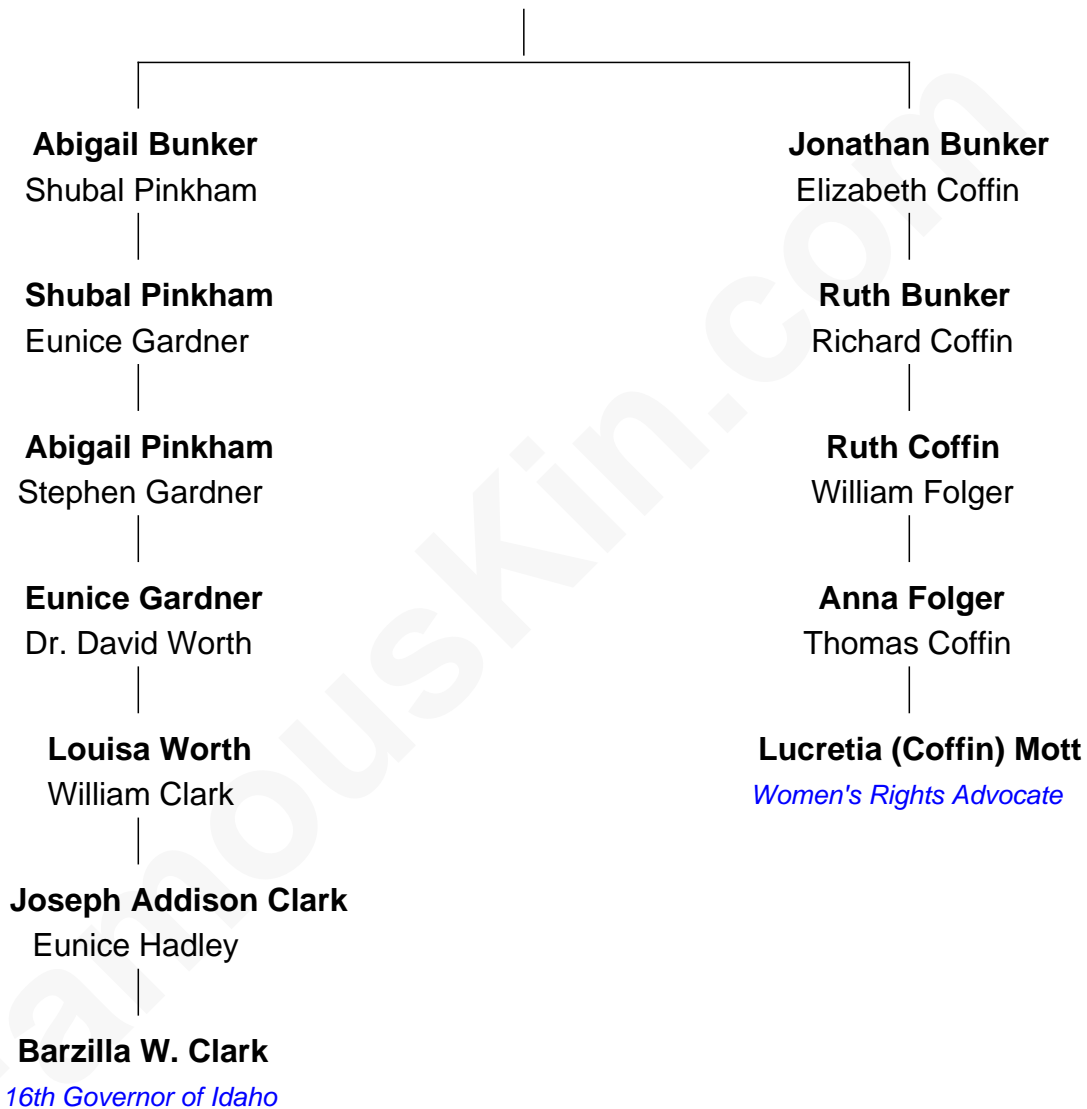 Abigail Bunker
Shubal Pinkham
Shubal Pinkham
Eunice Gardner
Abigail Pinkham
Stephen Gardner
Eunice Gardner
Dr. David Worth
Louisa Worth
William Clark
Joseph Addison Clark
Eunice Hadley
Barzilla W. Clark
16th Governor of Idaho
Jonathan Bunker
Elizabeth Coffin
Ruth Bunker
Richard Coffin
Ruth Coffin
William Folger
Anna Folger
Thomas Coffin
Lucretia (Coffin) Mott
Women's Rights Advocate
famouskin.com